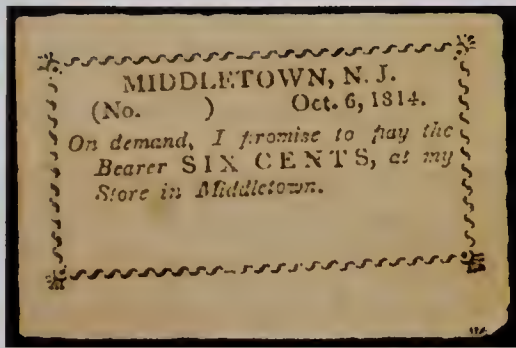 MIDDLETOWN, N. J.
(No. ) Oct. 6, 1814.
On demand, I promise to pay the
Bearer SIX CENTS, at my
Store in Middletown.